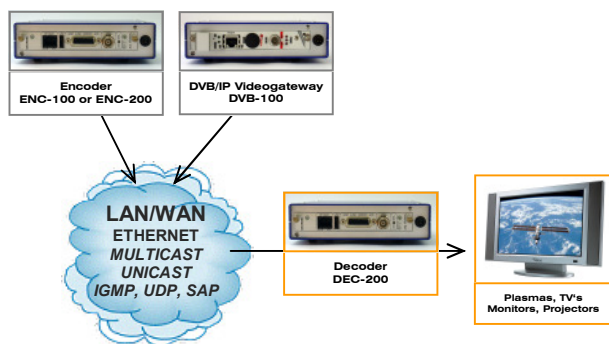 Encoder
ENC-100 or ENC-200
DVB/IP Videogateway
DVB-100
LAN/WAN
ETHERNET
MULTICAST
UNICAST
IGMP, UDP, SAP
Decoder
DEC-200
Plasmas, TV's
Monitors, Projectors